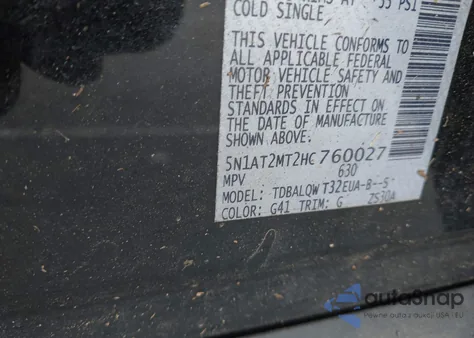 COLD SINGLE
THIS VEHICLE CONFORMS TO
ALL APPLICABLE FEDERAL
MOTOR VEHICLE SAFETY AND
THEFT PREVENTION
STANDARDS IN EFFECT ON
THE DATE OF MANUFACTURE
SHOWN ABOVE.
5N1AT2MT2HC760027
MPV 630
MODEL: TDBALQW T32EUA-B--S
COLOR: G41 TRIM: G
autoSnap